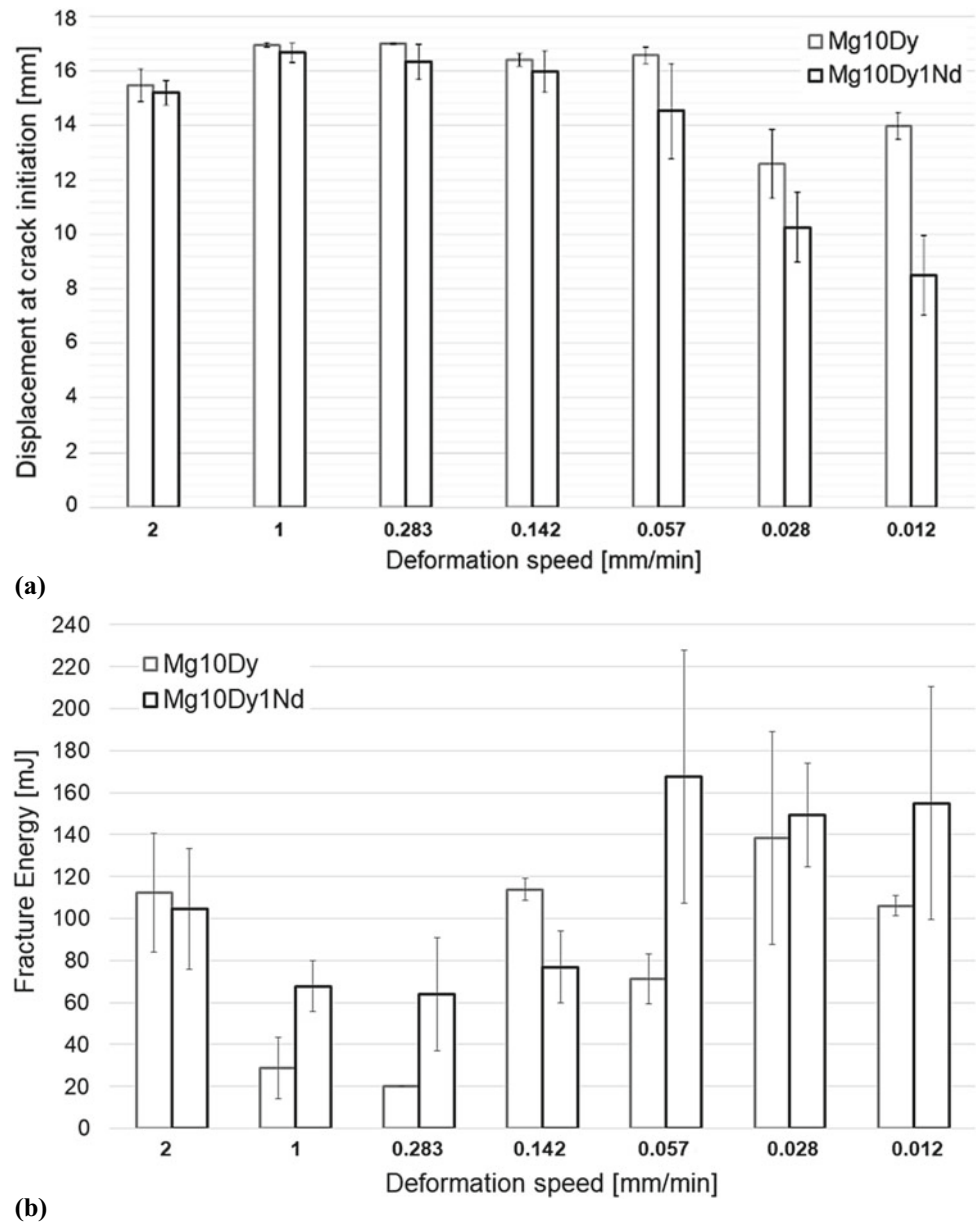 18
16
14
12
10
8
6
4
2
0
Displacement at crack initiation [mm]
Mg10Dy
Mg10Dy1Nd
2 1 0.283 0.142 0.057 0.028 0.012
Deformation speed [mm/min]
(a)
240
220
200
180
160
140
120
100
80
60
40
20
0
Fracture Energy [mJ]
Mg10Dy
Mg10Dy1Nd
2 1 0.283 0.142 0.057 0.028 0.012
Deformation speed [mm/min]
(b)